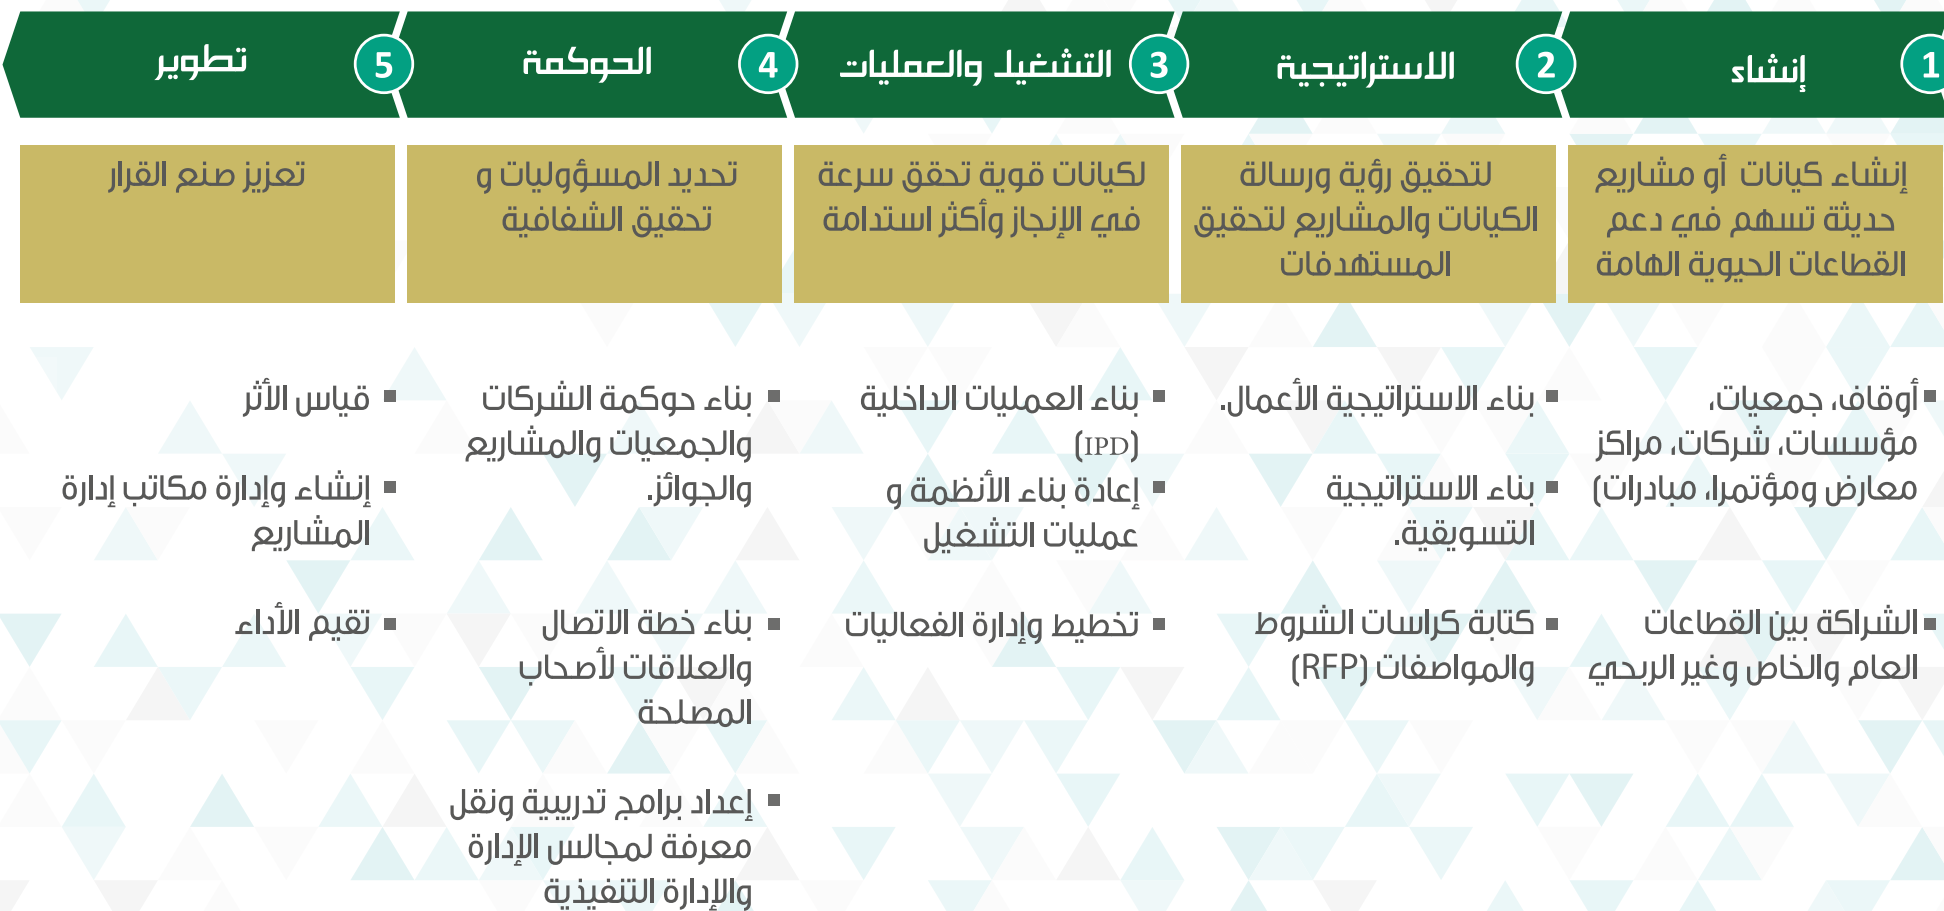 1
إنشاء
إنشاء كيانات أو مشاريع
حديثة تسهم في دعم
القطاعات الحيوية الهامة
أوقاف، جمعيات،
مؤسسات، شركات، مراكز
معارض ومؤتمرا، مبادرات)
الشراكة بين القطاعات
العام والخاص وغير الربحي
2
الاستراتيجية
لتحقيق رؤية ورسالة
الكيانات والمشاريع لتحقيق
المستهدفات
بناء الاستراتيجية الأعمال.
بناء الاستراتيجية
التسويقية.
كتابة كراسات الشروط
والمواصفات (RFP)
3
التشغيل والعمليات
لكيانات قوية تحقق سرعة
في الإنجاز وأكثر استدامة
بناء العمليات الداخلية
(IPD)
إعادة بناء الأنظمة و
عمليات التشغيل
تخطيط وإدارة الفعاليات
4
الحوكمة
تحديد المسؤوليات و
تحقيق الشفافية
بناء حوكمة الشركات
والجمعيات والمشاريع
والجوائز.
بناء خطة الاتصال
والعلاقات لأصحاب
المصلحة
إعداد برامج تدريبية ونقل
معرفة لمجالس الإدارة
والإدارة التنفيذية
5
تطوير
تعزيز صنع القرار
قياس الأثر
إنشاء وإدارة مكاتب إدارة
المشاريع
تقيم الأداء